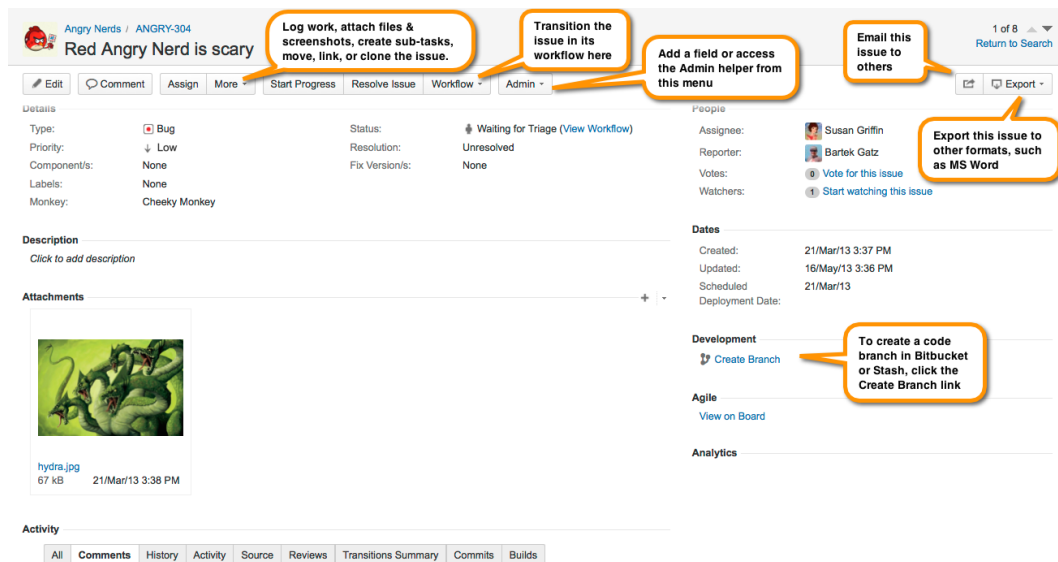 Angry Nerds / ANGRY-304
Red Angry Nerd is scary
Log work, attach files &
screenshots, create sub-tasks,
move, link, or clone the issue.
Transition the
issue in its
workflow here
Add a field or access
the Admin helper from
this menu
Email this
issue to
others
1 of 8
Return to Search
Edit
Comment
Assign
More
Start Progress
Resolve Issue
Workflow
Admin
Export
Export this issue to
other formats, such
as MS Word
Details
Type: Bug
Status: Waiting for Triage (View Workflow)
Priority: Low
Resolution: Unresolved
Component/s: None
Fix Version/s: None
Labels: None
Monkey: Cheeky Monkey
People
Assignee: Susan Griffin
Reporter: Bartek Gatz
Votes: 0 Vote for this issue
Watchers: 1 Start watching this issue
Description
Click to add description
Dates
Created: 21/Mar/13 3:37 PM
Updated: 16/May/13 3:36 PM
Scheduled 21/Mar/13
Deployment Date:
Attachments
hydra.jpg
67 kB 21/Mar/13 3:38 PM
Development
Create Branch
To create a code
branch in Bitbucket
or Stash, click the
Create Branch link
Agile
View on Board
Analytics
Activity
All Comments History Activity Source Reviews Transitions Summary Commits Builds